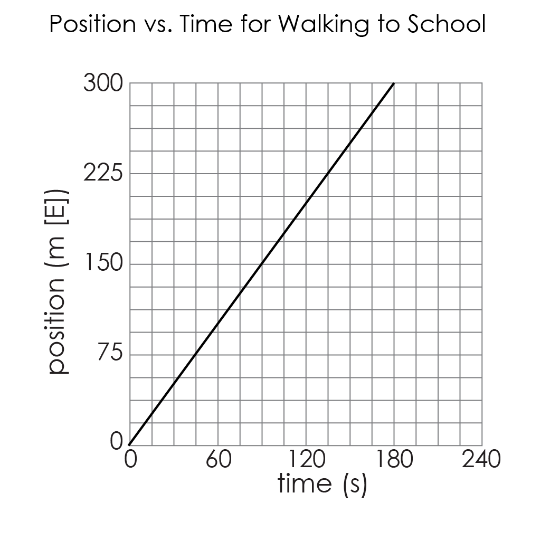 Position vs. Time for Walking to School
300
225
150
75
0
position (m [E])
0 60 120 180 240
time (s)